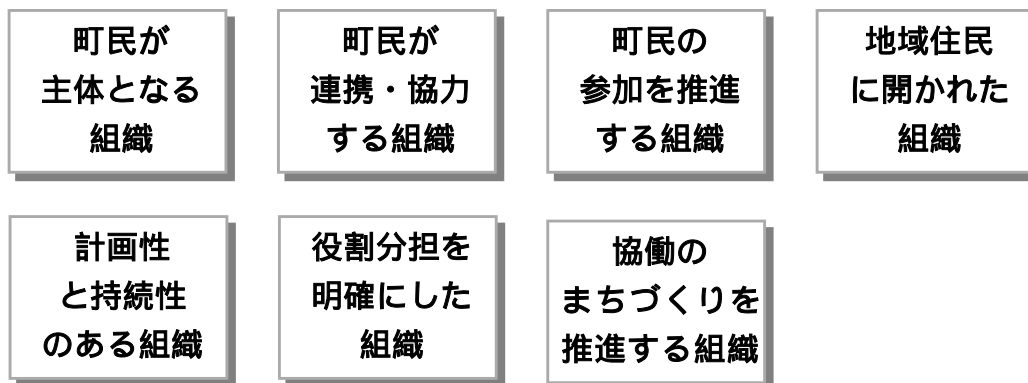 町民が
主体となる
組織
町民が
連携・協力
する組織
町民の
参加を推進
する組織
地域住民
に開かれた
組織
計画性
と持続性
のある組織
役割分担を
明確にした
組織
協働の
まちづくりを
推進する組織